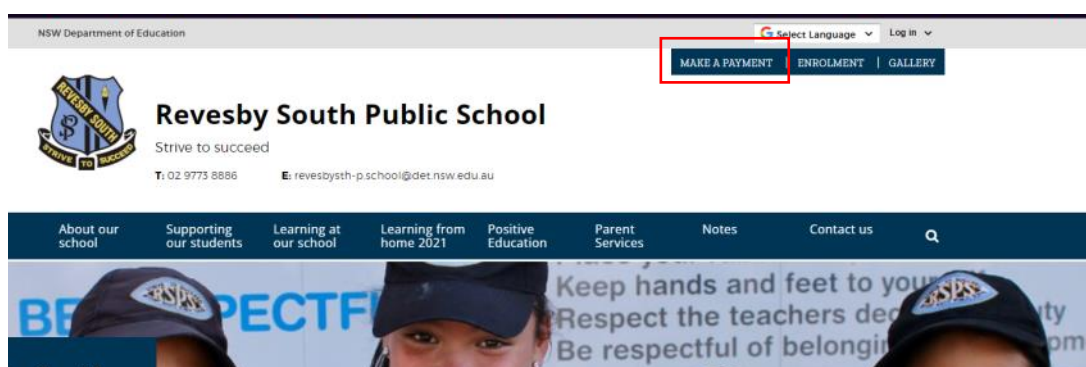 NSW Department of Education
Select Language
Log in
MAKE A PAYMENT | ENROLMENT | GALLERY
REVESBY SOUTH
SP
STRIVE TO SUCCEED
Revesby South Public School
Strive to succeed
T: 02 9773 8886 E: revesbysth-p.school@det.nsw.edu.au
About our school
Supporting our students
Learning at our school
Learning from home 2021
Positive Education
Parent Services
Notes
Contact us
Keep hands and feet to
Respect the teachers
Be respectful of
RSPS
RSPS